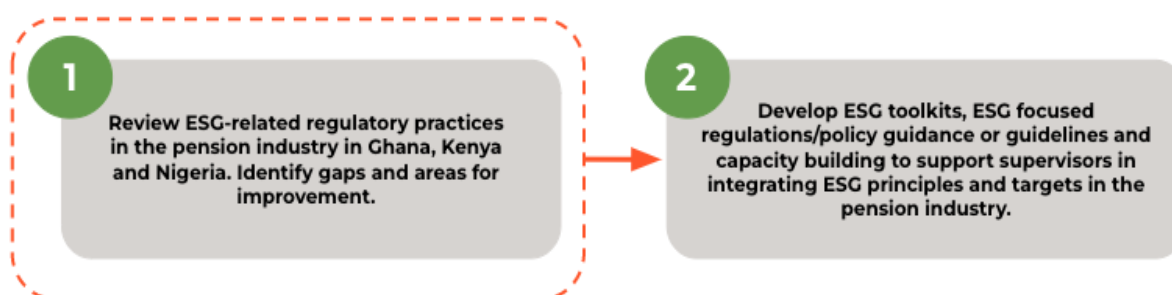 1
Review ESG-related regulatory practices
in the pension industry in Ghana, Kenya
and Nigeria. Identify gaps and areas for
improvement.
2
Develop ESG toolkits, ESG focused
regulations/policy guidance or guidelines and
capacity building to support supervisors in
integrating ESG principles and targets in the
pension industry.